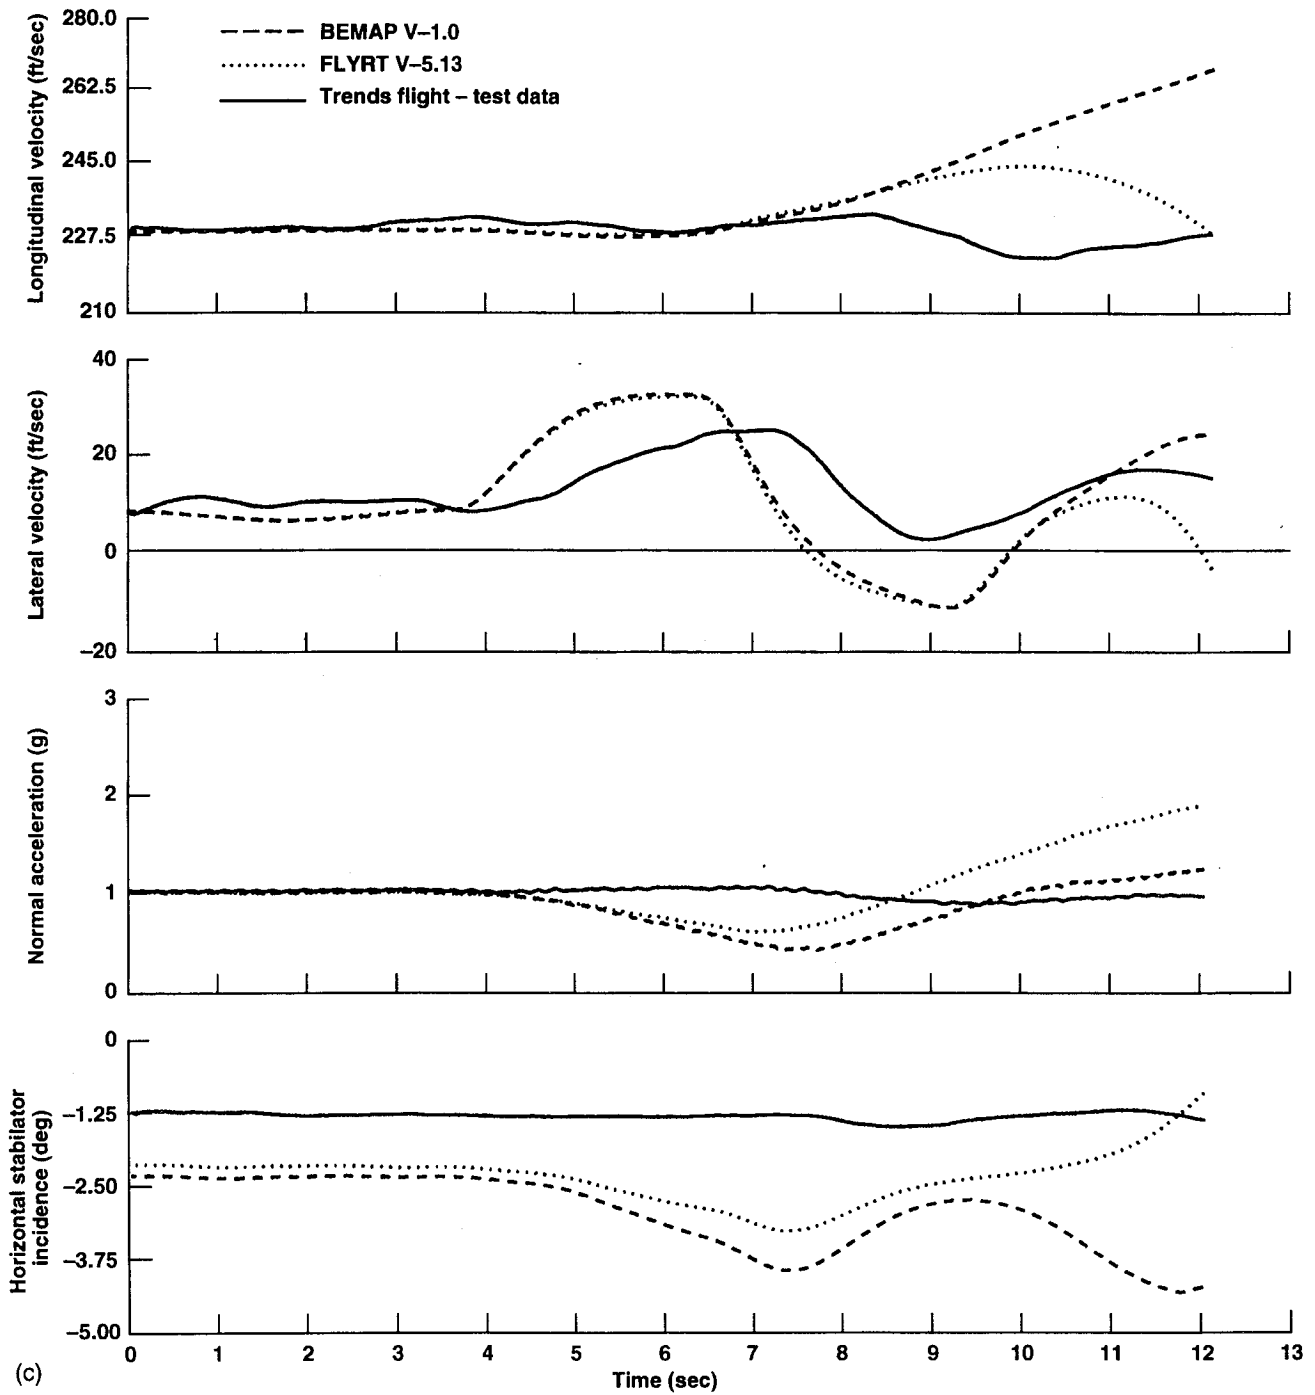 BEMAP V–1.0
FLYRT V–5.13
Trends flight – test data
Longitudinal velocity (ft/sec)
280.0
262.5
245.0
227.5
210
Lateral velocity (ft/sec)
40
20
0
–20
Normal acceleration (g)
3
2
1
0
Horizontal stabilator
incidence (deg)
0
–1.25
–2.50
–3.75
–5.00
0 1 2 3 4 5 6 7 8 9 10 11 12 13
Time (sec)
(c)